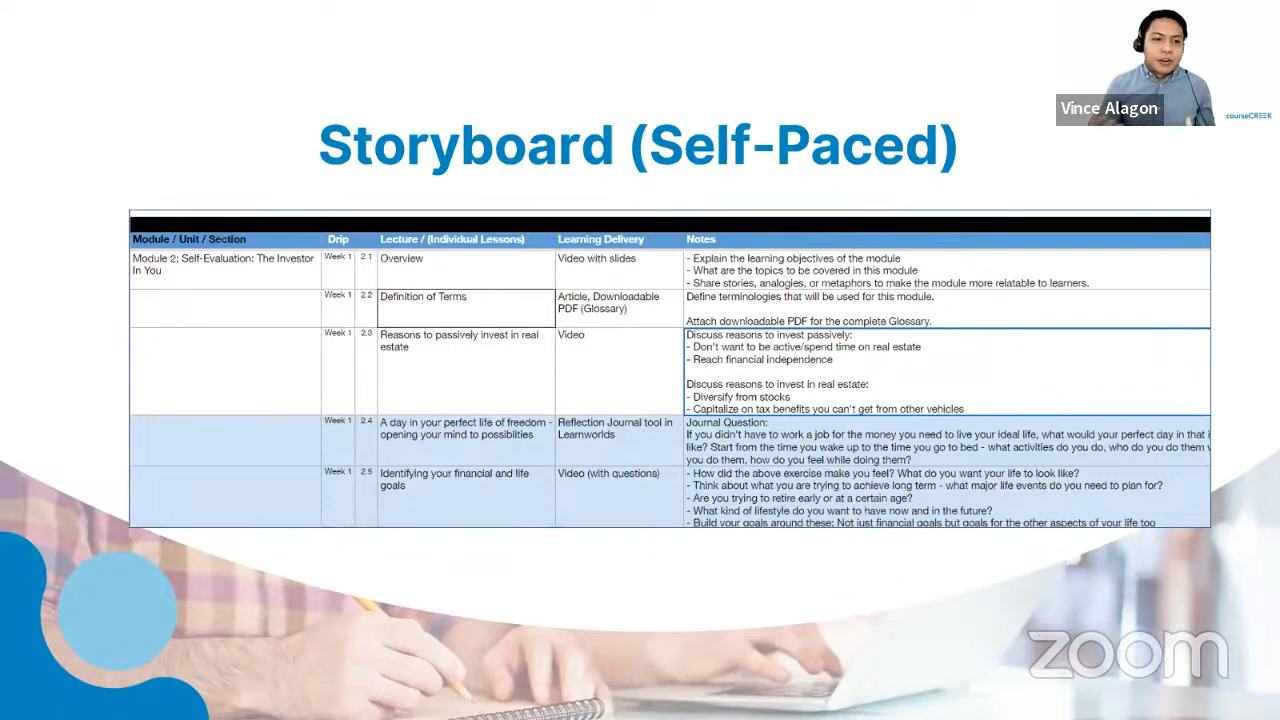 Vince Alagon
courseCREEK
Storyboard (Self-Paced)
Module / Unit / Section Drip Lecture / (Individual Lessons) Learning Delivery Notes
Module 2: Self-Evaluation: The Investor In You Week 1 2.1 Overview Video with slides
- Explain the learning objectives of the module
- What are the topics to be covered in this module
- Share stories, analogies, or metaphors to make the module more relatable to learners.
Week 1 2.2 Definition of Terms Article, Downloadable PDF (Glossary)
Define terminologies that will be used for this module.
Attach downloadable PDF for the complete Glossary.
Week 1 2.3 Reasons to passively invest in real estate Video
Discuss reasons to invest passively:
- Don't want to be active/spend time on real estate
- Reach financial independence
Discuss reasons to invest in real estate:
- Diversify from stocks
- Capitalize on tax benefits you can't get from other vehicles
Week 1 2.4 A day in your perfect life of freedom - opening your mind to possiblities Reflection Journal tool in Learnworlds
Journal Question:
If you didn't have to work a job for the money you need to live your ideal life, what would your perfect day in that
like? Start from the time you wake up to the time you go to bed - what activities do you do, who do you do them
you do them, how do you feel while doing them?
Week 1 2.5 Identifying your financial and life goals Video (with questions)
- How did the above exercise make you feel? What do you want your life to look like?
- Think about what you are trying to achieve long term - what major life events do you need to plan for?
- Are you trying to retire early or at a certain age?
- What kind of lifestyle do you want to have now and in the future?
- Build your goals around these: Not just financial goals but goals for the other aspects of your life too
zoom